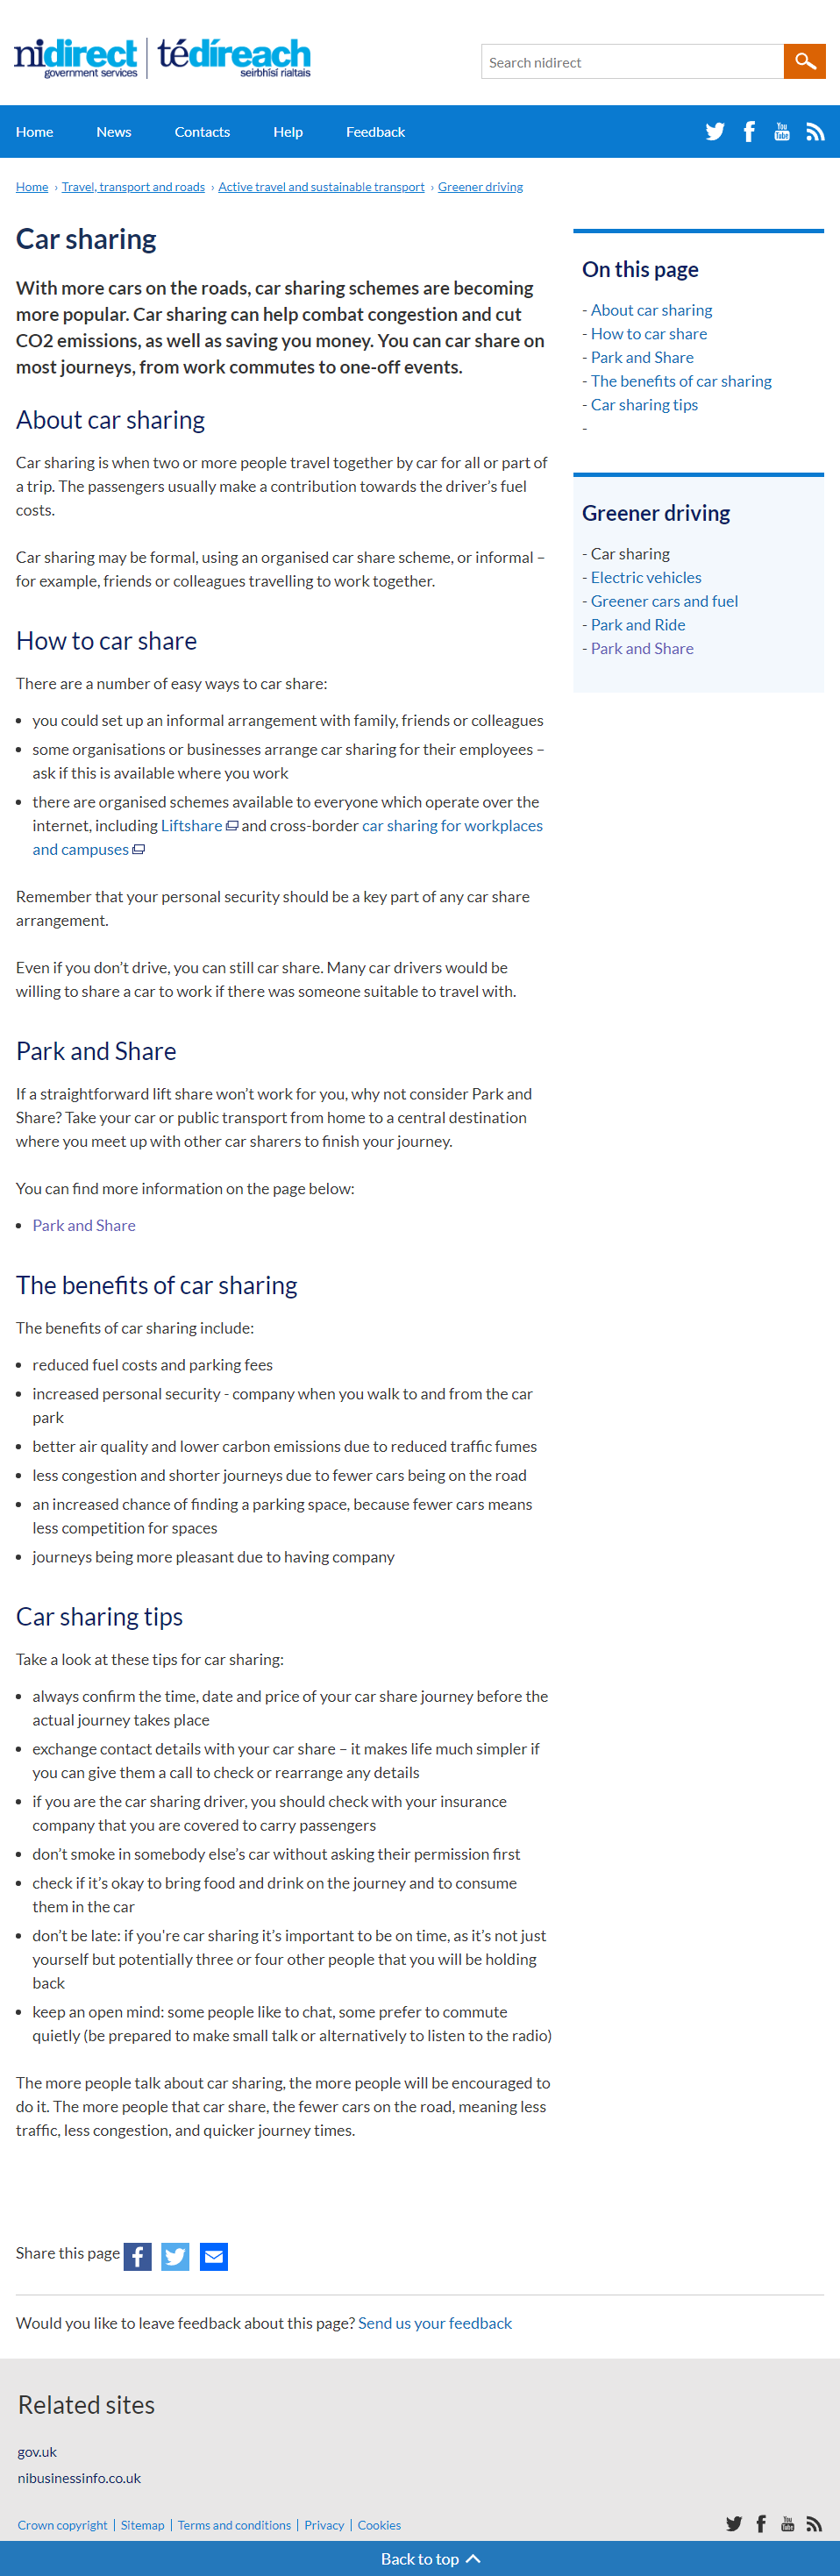 nidirect | tédíreach
government services seirbhísí rialtais
Search nidirect
Home News Contacts Help Feedback
Home › Travel, transport and roads › Active travel and sustainable transport › Greener driving
Car sharing
With more cars on the roads, car sharing schemes are becoming
more popular. Car sharing can help combat congestion and cut
CO2 emissions, as well as saving you money. You can car share on
most journeys, from work commutes to one-off events.
About car sharing
Car sharing is when two or more people travel together by car for all or part of
a trip. The passengers usually make a contribution towards the driver’s fuel
costs.
Car sharing may be formal, using an organised car share scheme, or informal –
for example, friends or colleagues travelling to work together.
How to car share
There are a number of easy ways to car share:
• you could set up an informal arrangement with family, friends or colleagues
• some organisations or businesses arrange car sharing for their employees –
ask if this is available where you work
• there are organised schemes available to everyone which operate over the
internet, including Liftshare and cross-border car sharing for workplaces
and campuses
Remember that your personal security should be a key part of any car share
arrangement.
Even if you don’t drive, you can still car share. Many car drivers would be
willing to share a car to work if there was someone suitable to travel with.
Park and Share
If a straightforward lift share won’t work for you, why not consider Park and
Share? Take your car or public transport from home to a central destination
where you meet up with other car sharers to finish your journey.
You can find more information on the page below:
• Park and Share
The benefits of car sharing
The benefits of car sharing include:
• reduced fuel costs and parking fees
• increased personal security - company when you walk to and from the car
park
• better air quality and lower carbon emissions due to reduced traffic fumes
• less congestion and shorter journeys due to fewer cars being on the road
• an increased chance of finding a parking space, because fewer cars means
less competition for spaces
• journeys being more pleasant due to having company
Car sharing tips
Take a look at these tips for car sharing:
• always confirm the time, date and price of your car share journey before the
actual journey takes place
• exchange contact details with your car share – it makes life much simpler if
you can give them a call to check or rearrange any details
• if you are the car sharing driver, you should check with your insurance
company that you are covered to carry passengers
• don’t smoke in somebody else’s car without asking their permission first
• check if it’s okay to bring food and drink on the journey and to consume
them in the car
• don’t be late: if you're car sharing it’s important to be on time, as it’s not just
yourself but potentially three or four other people that you will be holding
back
• keep an open mind: some people like to chat, some prefer to commute
quietly (be prepared to make small talk or alternatively to listen to the radio)
The more people talk about car sharing, the more people will be encouraged to
do it. The more people that car share, the fewer cars on the road, meaning less
traffic, less congestion, and quicker journey times.
On this page
- About car sharing
- How to car share
- Park and Share
- The benefits of car sharing
- Car sharing tips
-
Greener driving
- Car sharing
- Electric vehicles
- Greener cars and fuel
- Park and Ride
- Park and Share
Share this page
Would you like to leave feedback about this page? Send us your feedback
Related sites
gov.uk
nibusinessinfo.co.uk
Crown copyright | Sitemap | Terms and conditions | Privacy | Cookies
Back to top